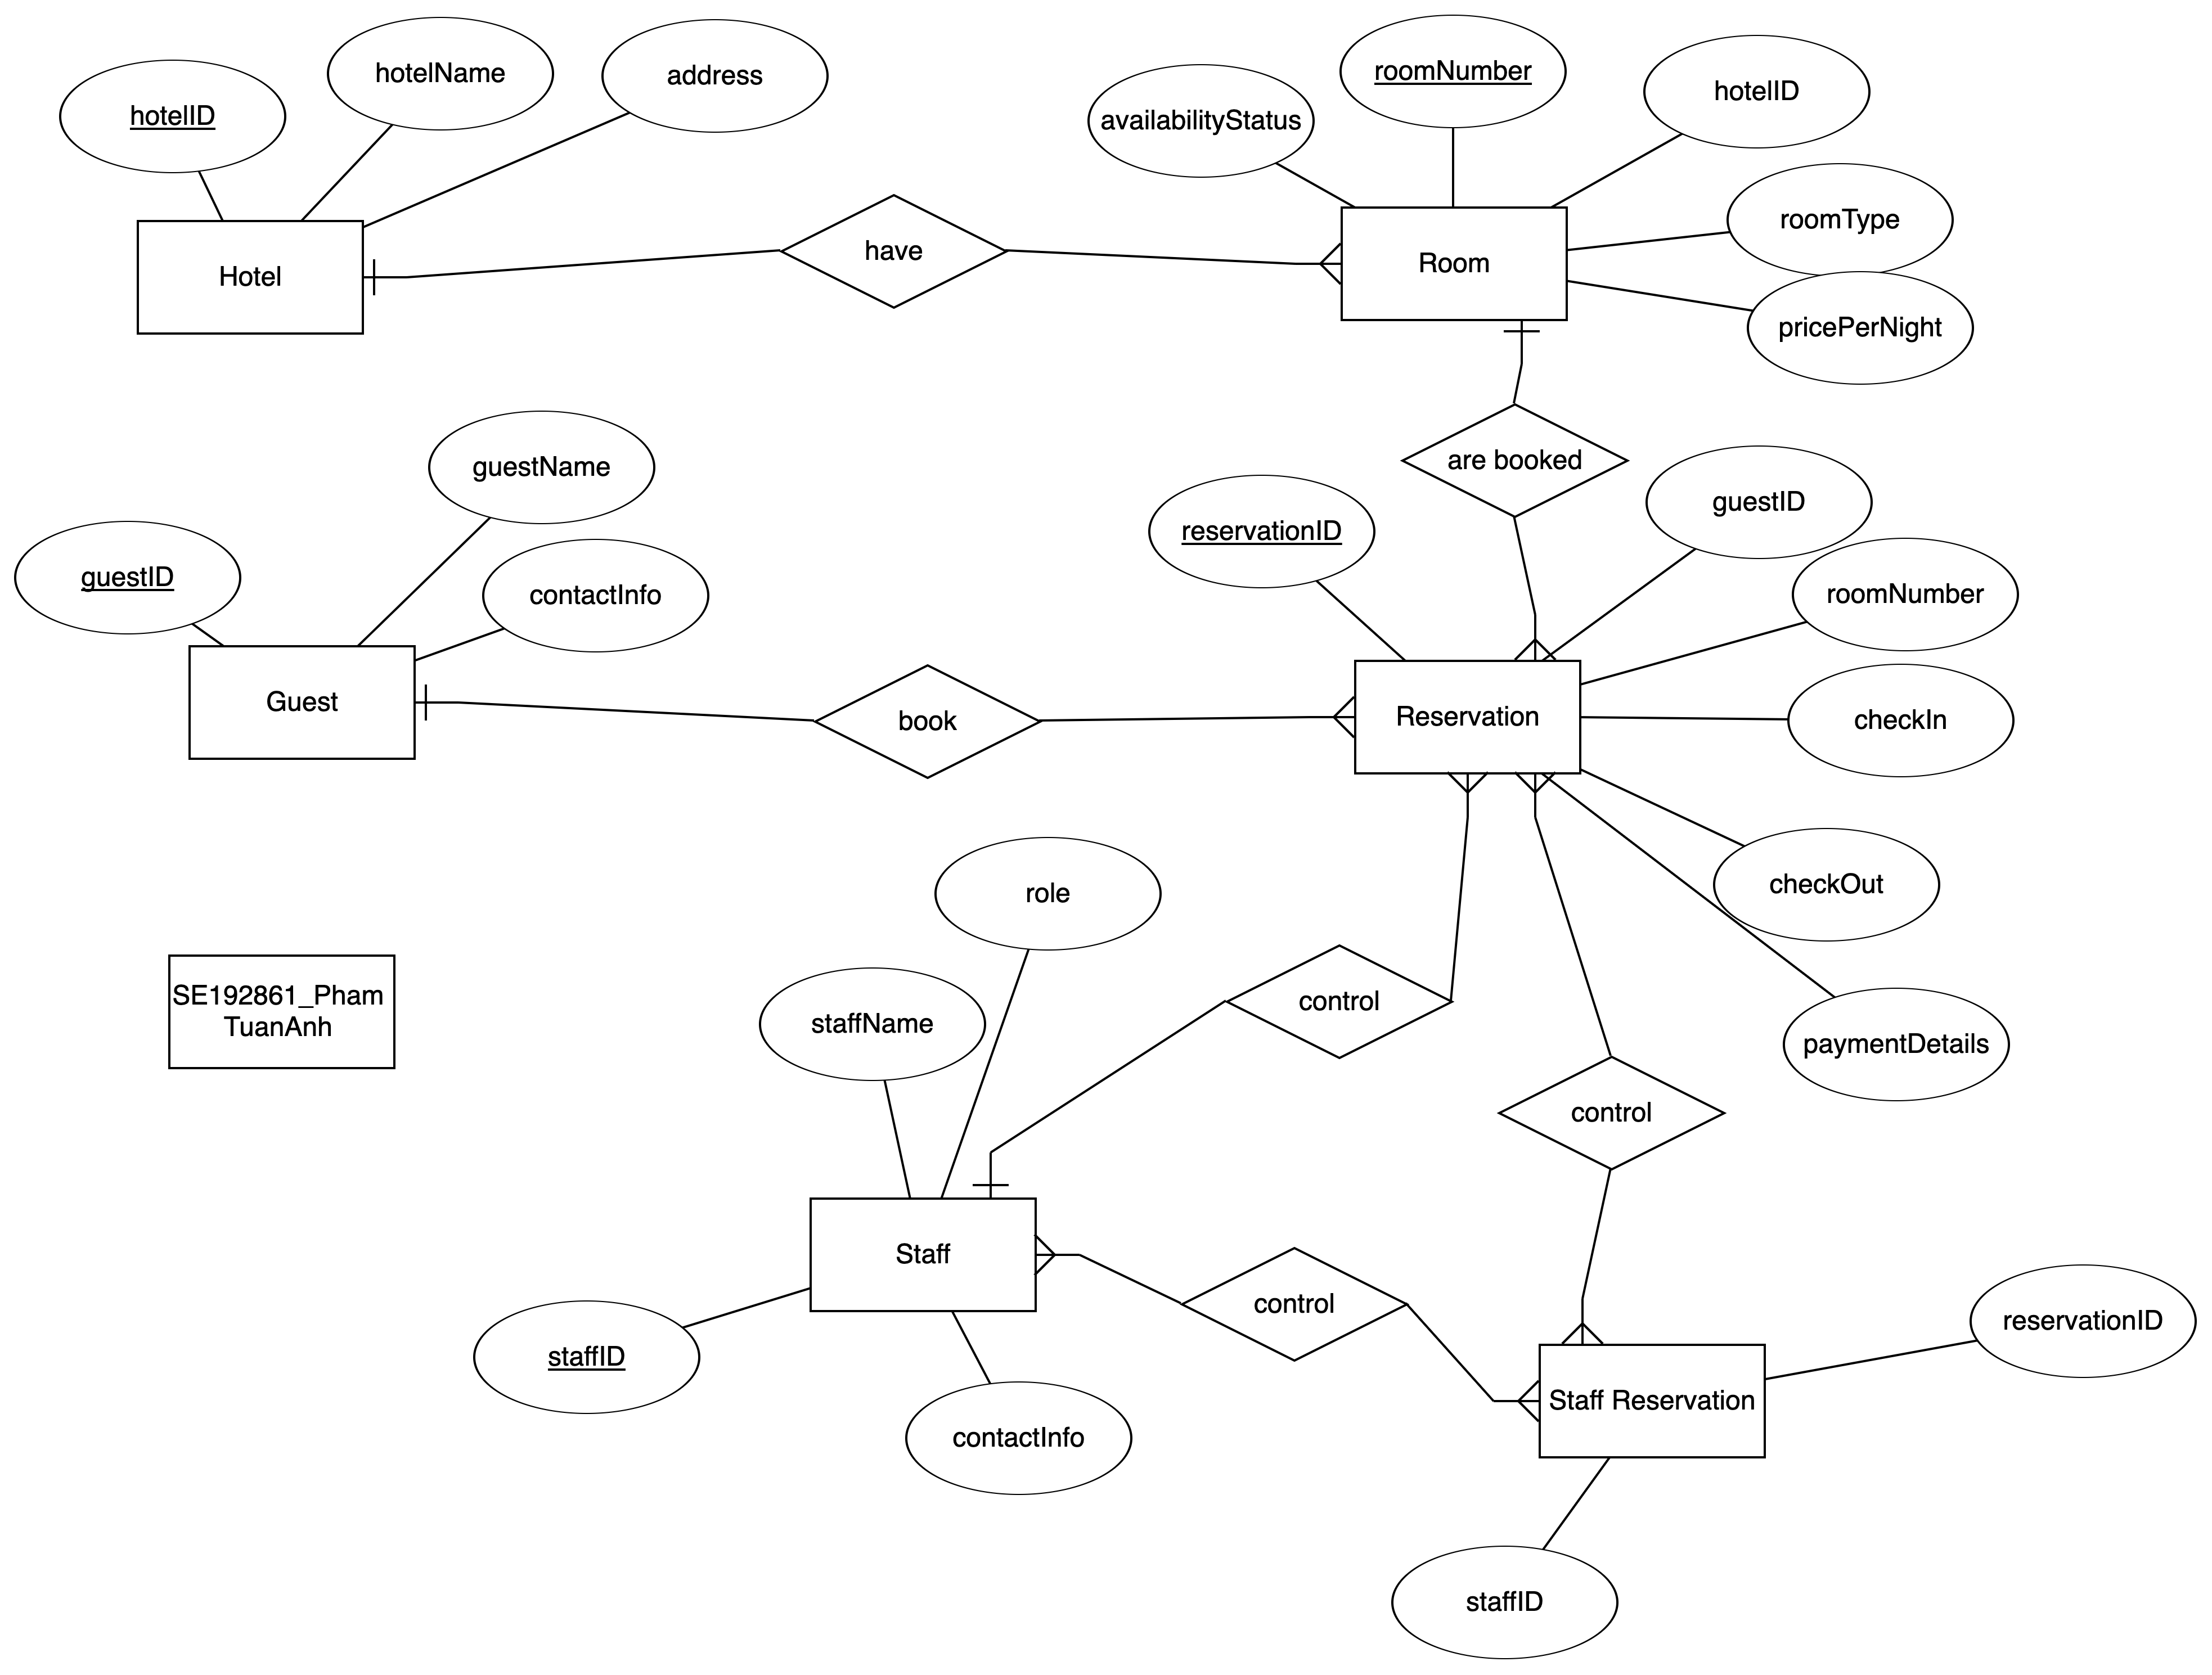 hotelID
hotelName
address
availabilityStatus
roomNumber
hotelID
roomType
pricePerNight
Hotel
have
Room
are booked
guestName
guestID
contactInfo
Guest
book
reservationID
guestID
roomNumber
Reservation
checkIn
checkOut
paymentDetails
role
staffName
control
control
SE192861_Pham
TuanAnh
Staff
control
staffID
contactInfo
Staff Reservation
reservationID
staffID